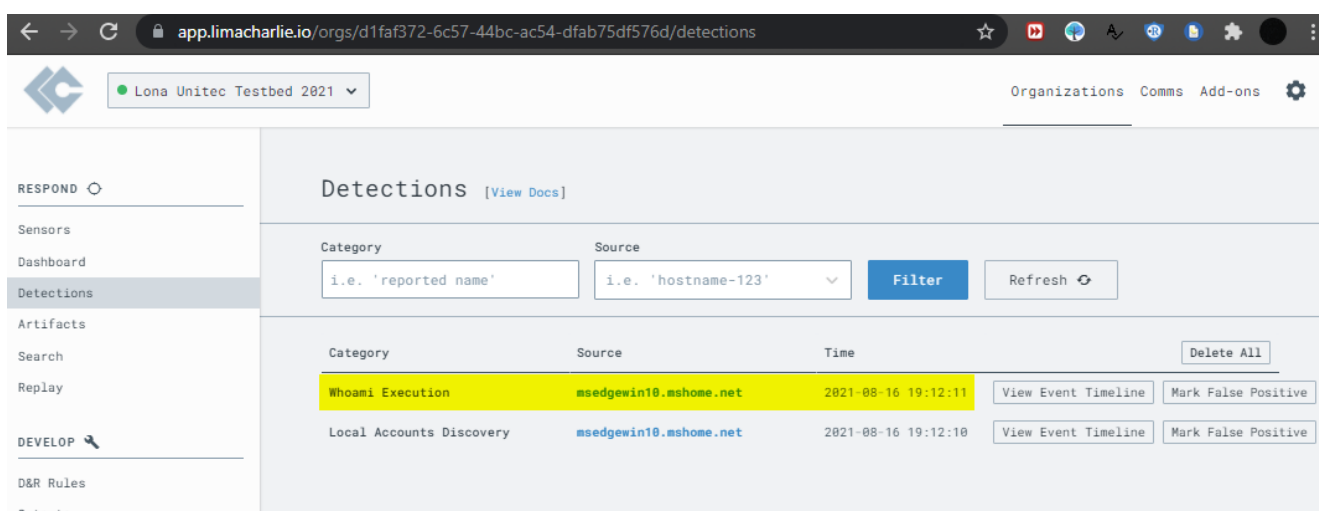 app.limacharlie.io/orgs/d1faf372-6c57-44bc-ac54-dfab75df576d/detections
Lona Unitec Testbed 2021
Organizations Comms Add-ons
RESPOND
Sensors
Dashboard
Detections
Artifacts
Search
Replay
DEVELOP
D&R Rules
Detections [View Docs]
Category Source
i.e. 'reported name' i.e. 'hostname-123' Filter Refresh
Category Source Time Delete All
Whoami Execution msedgewin10.mshome.net 2021-08-16 19:12:11 View Event Timeline Mark False Positive
Local Accounts Discovery msedgewin10.mshome.net 2021-08-16 19:12:10 View Event Timeline Mark False Positive